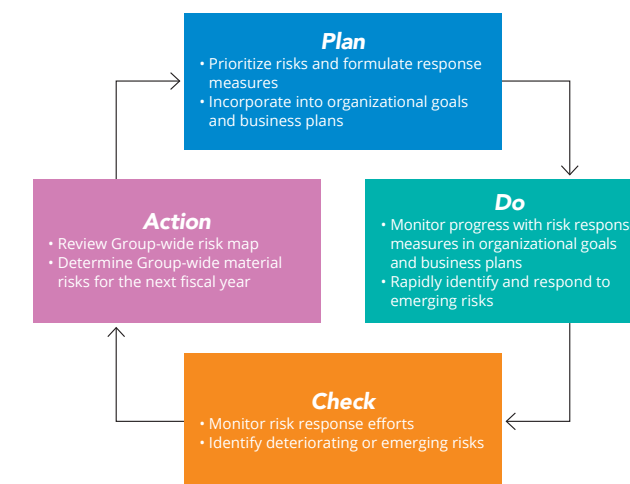 Plan
• Prioritize risks and formulate response
measures
• Incorporate into organizational goals
and business plans
Do
• Monitor progress with risk respons
measures in organizational goals
and business plans
• Rapidly identify and respond to
emerging risks
Check
• Monitor risk response efforts
• Identify deteriorating or emerging risks
Action
• Review Group-wide risk map
• Determine Group-wide material
risks for the next fiscal year